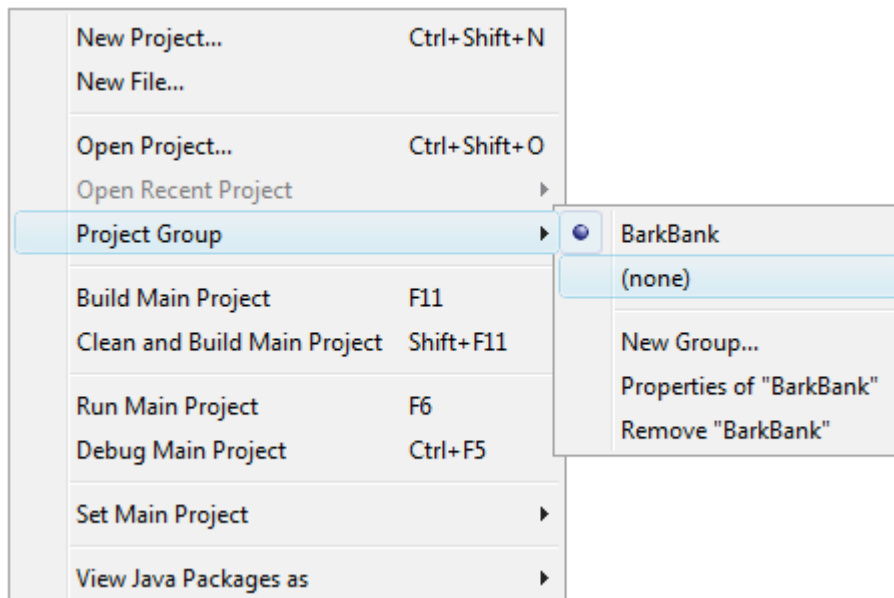 New Project... Ctrl+Shift+N
New File...
Open Project... Ctrl+Shift+O
Open Recent Project
Project Group
Build Main Project F11
Clean and Build Main Project Shift+F11
Run Main Project F6
Debug Main Project Ctrl+F5
Set Main Project
View Java Packages as
BarkBank
(none)
New Group...
Properties of "BarkBank"
Remove "BarkBank"